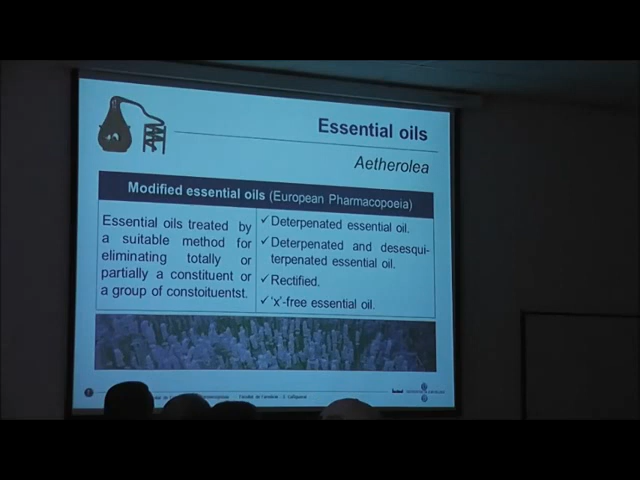 Essential oils
Aetherolea
Modified essential oils (European Pharmacopoeia)
Essential oils treated by
a suitable method for
eliminating totally or
partially a constituent or
a group of constoituentst.
✓ Deterpenated essential oil.
✓ Deterpenated and desesqui-
terpenated essential oil.
✓ Rectified.
✓ 'x'-free essential oil.